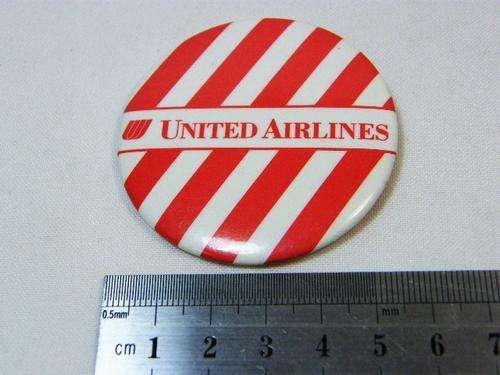 UNITED AIRLINES
0.5mm mm
cm 1 2 3 4 5 6 7